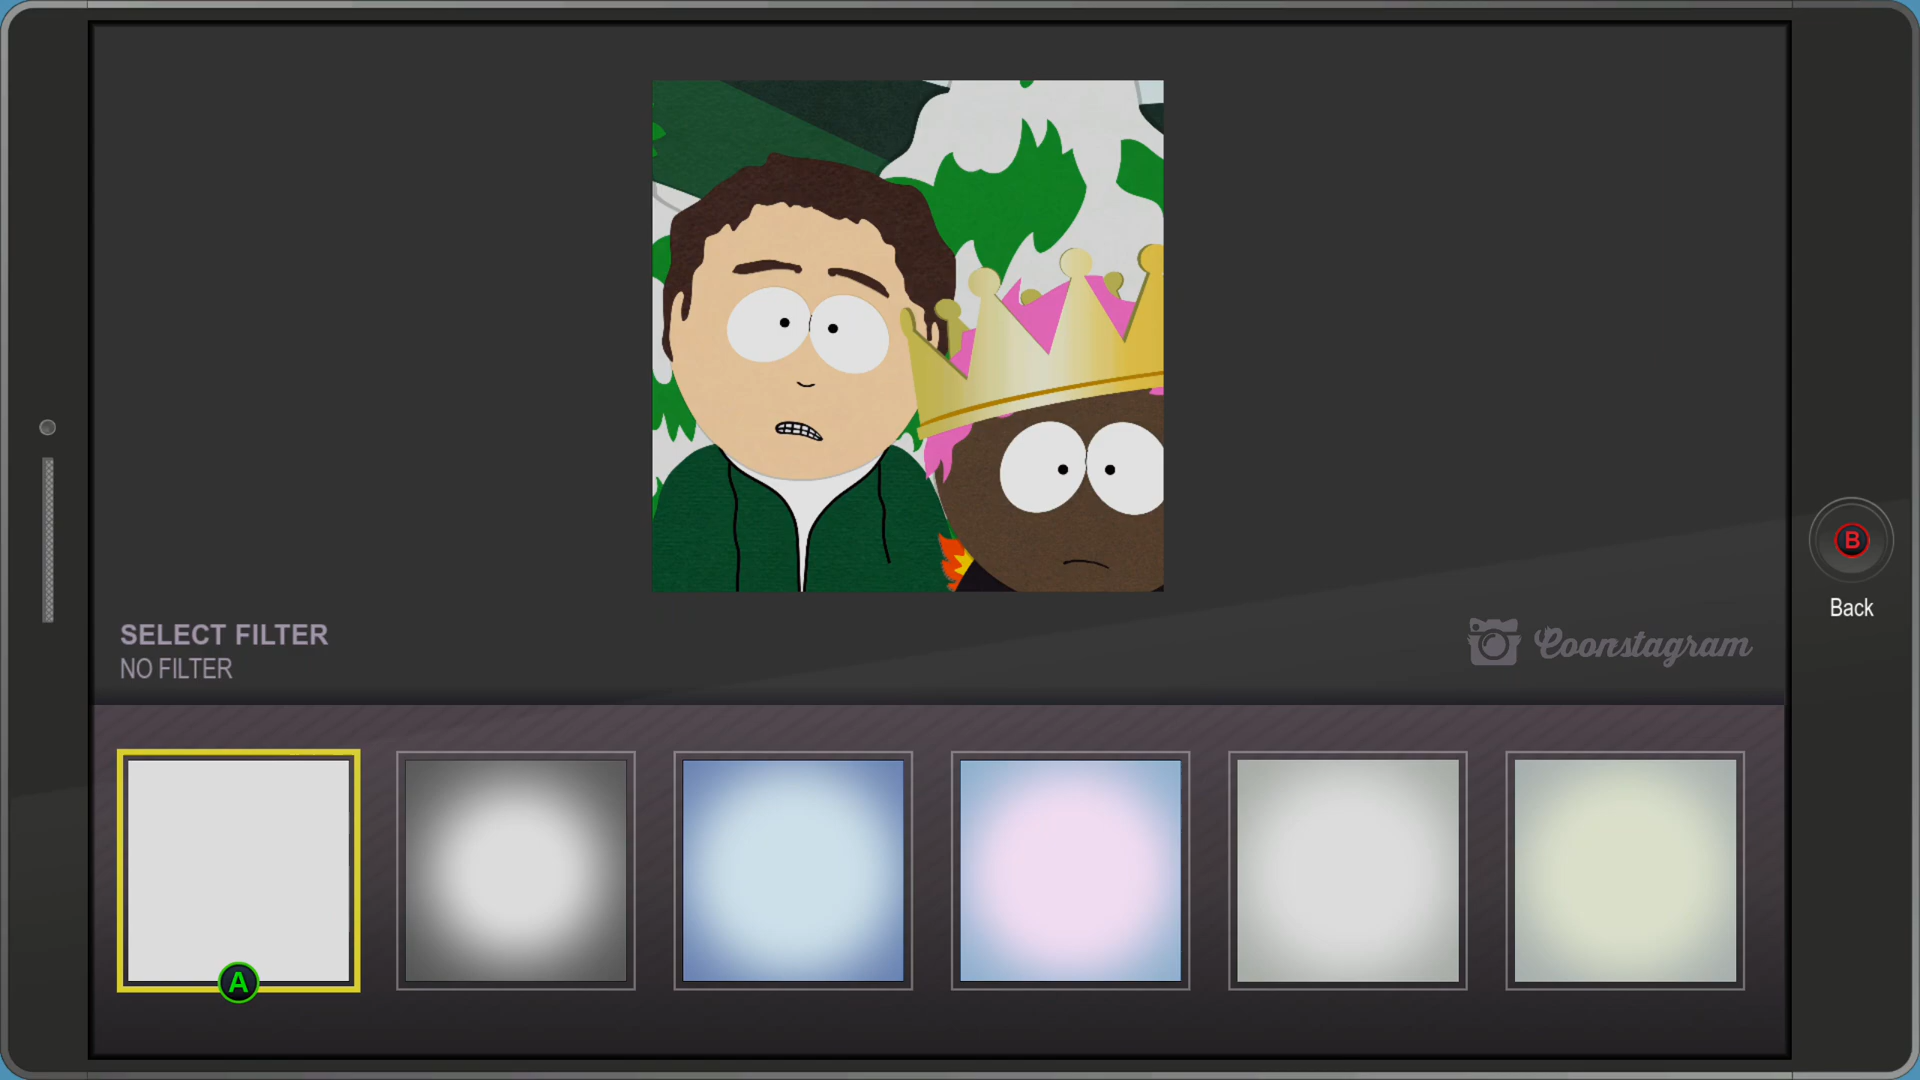 SELECT FILTER
NO FILTER
Coonstagram
B
Back
A